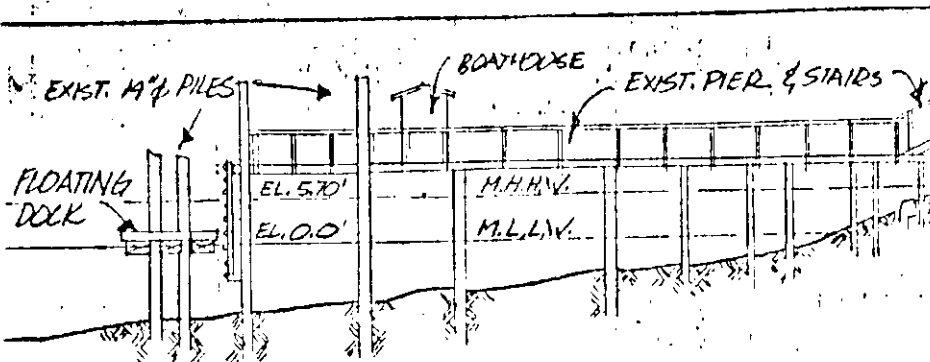 BOATHOUSE
EXIST. 14"⌀ PILES
EXIST. PIER & STAIRS
FLOATING
DOCK
EL. 5.70' M.H.H.W.
EL. 0.0' M.L.L.W.